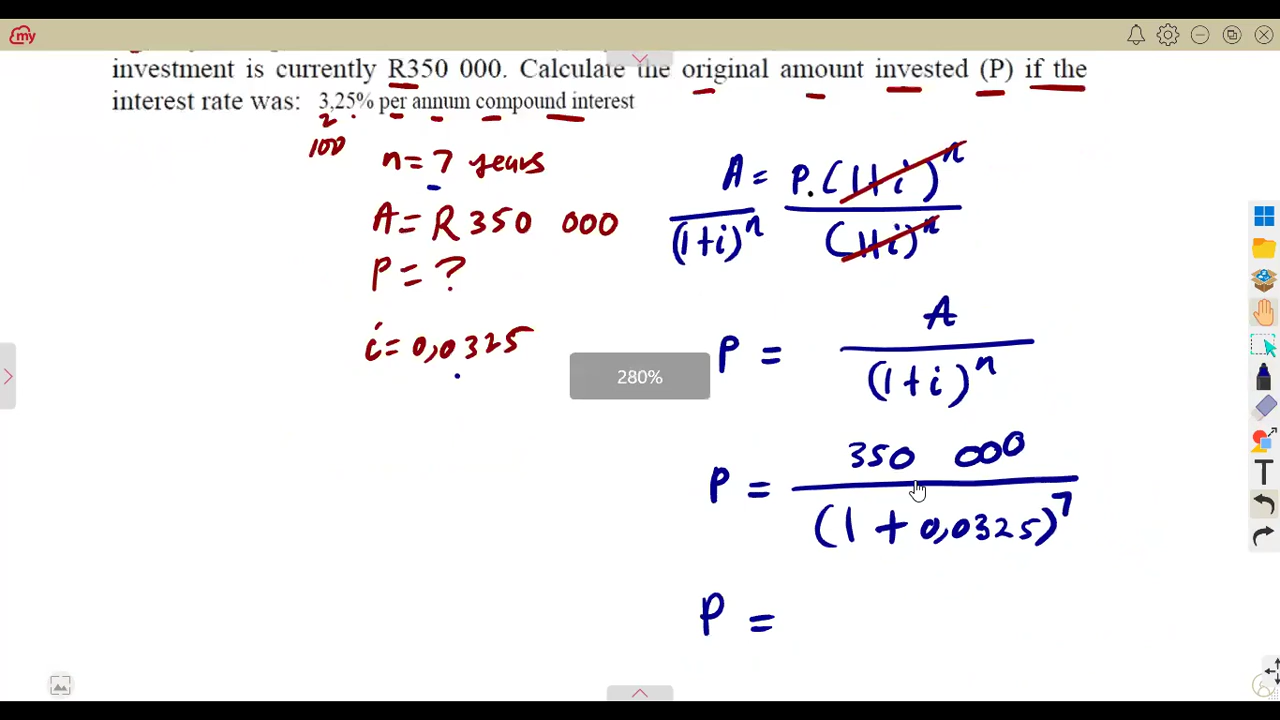 my
investment is currently R350 000. Calculate the original amount invested (P) if the
interest rate was: 3,25% per annum compound interest
2
100
n = 7 years
A = R 350 000
P = ?
i = 0,0325
A = P.(1+i)^n
(1+i)^n (1+i)^n
P = A
(1+i)^n
280%
P = 350 000
(1 + 0,0325)^7
P =
T